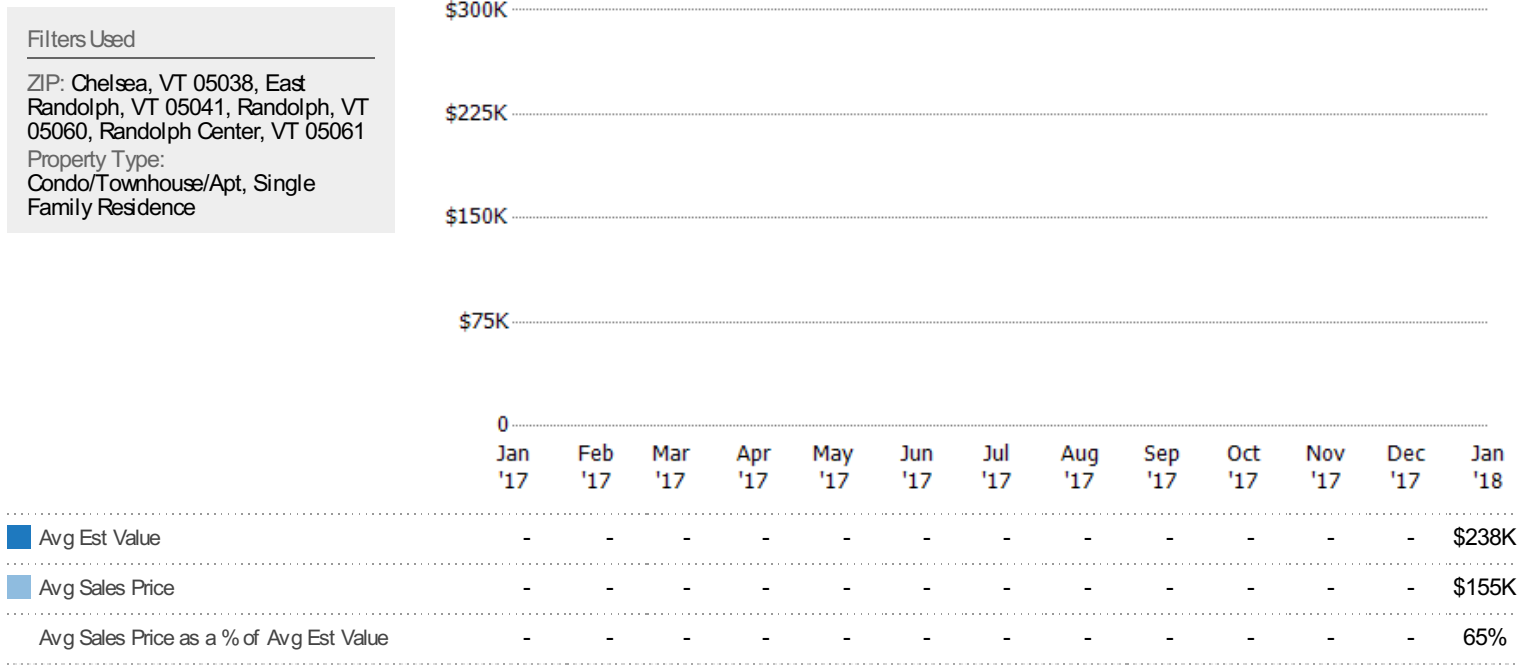 Filters Used
ZIP: Chelsea, VT 05038, East
Randolph, VT 05041, Randolph, VT
05060, Randolph Center, VT 05061
Property Type:
Condo/Townhouse/Apt, Single
Family Residence
$300K
$225K
$150K
$75K
0
Jan Feb Mar Apr May Jun Jul Aug Sep Oct Nov Dec Jan
'17 '17 '17 '17 '17 '17 '17 '17 '17 '17 '17 '17 '18
Avg Est Value - - - - - - - - - - - - $238K
Avg Sales Price - - - - - - - - - - - - $155K
Avg Sales Price as a % of Avg Est Value - - - - - - - - - - - - 65%